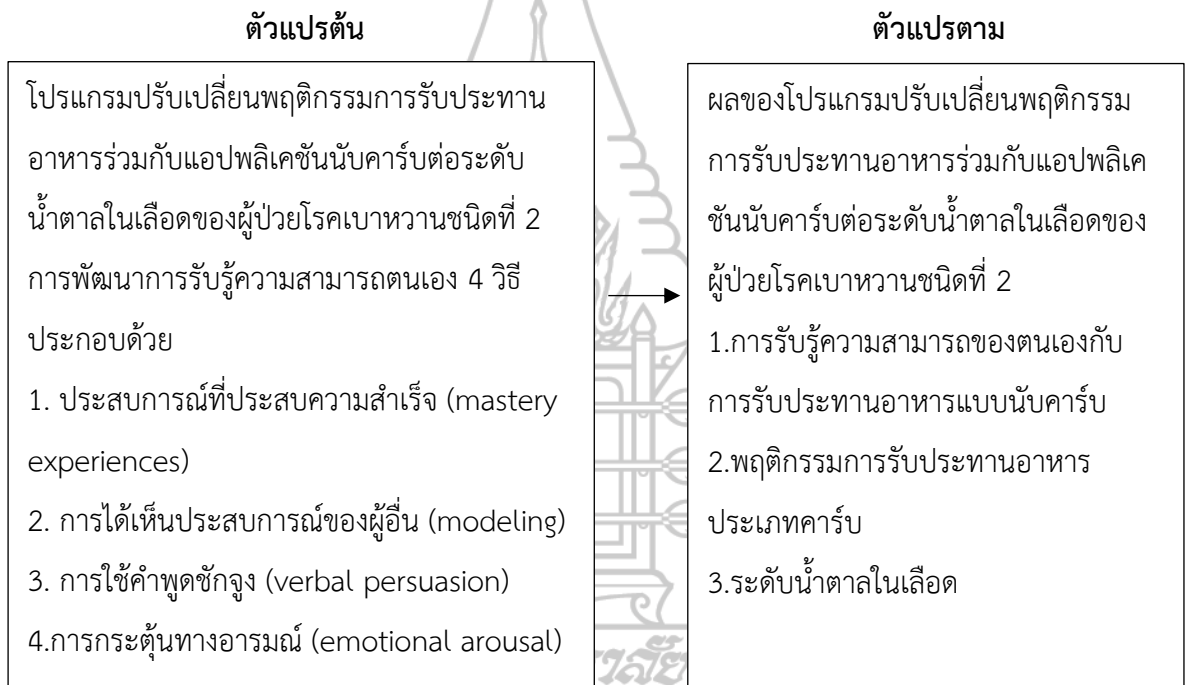 ตัวแปรต้น
โปรแกรมปรับเปลี่ยนพฤติกรรมการรับประทาน
อาหารร่วมกับแอปพลิเคชันนับคาร์บต่อระดับ
น้ำตาลในเลือดของผู้ป่วยโรคเบาหวานชนิดที่ 2
การพัฒนาการรับรู้ความสามารถตนเอง 4 วิธี
ประกอบด้วย
1. ประสบการณ์ที่ประสบความสำเร็จ (mastery
experiences)
2. การได้เห็นประสบการณ์ของผู้อื่น (modeling)
3. การใช้คำพูดชักจูง (verbal persuasion)
4.การกระตุ้นทางอารมณ์ (emotional arousal)
ตัวแปรตาม
ผลของโปรแกรมปรับเปลี่ยนพฤติกรรม
การรับประทานอาหารร่วมกับแอปพลิเค
ชันนับคาร์บต่อระดับน้ำตาลในเลือดของ
ผู้ป่วยโรคเบาหวานชนิดที่ 2
1.การรับรู้ความสามารถของตนเองกับ
การรับประทานอาหารแบบนับคาร์บ
2.พฤติกรรมการรับประทานอาหาร
ประเภทคาร์บ
3.ระดับน้ำตาลในเลือด